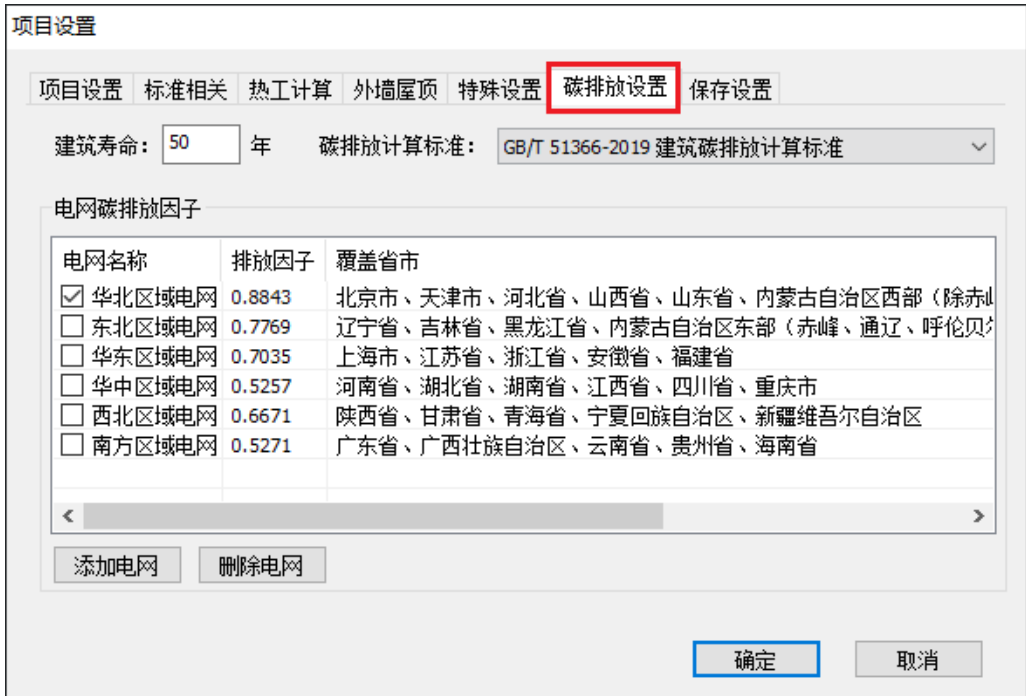 项目设置
项目设置 标准相关 热工计算 外墙屋顶 特殊设置 碳排放设置 保存设置
建筑寿命： 50 年 碳排放计算标准： GB/T 51366-2019 建筑碳排放计算标准
电网碳排放因子
电网名称 排放因子 覆盖省市
华北区域电网 0.8843 北京市、天津市、河北省、山西省、山东省、内蒙古自治区西部（除赤
东北区域电网 0.7769 辽宁省、吉林省、黑龙江省、内蒙古自治区东部（赤峰、通辽、呼伦贝
华东区域电网 0.7035 上海市、江苏省、浙江省、安徽省、福建省
华中区域电网 0.5257 河南省、湖北省、湖南省、江西省、四川省、重庆市
西北区域电网 0.6671 陕西省、甘肃省、青海省、宁夏回族自治区、新疆维吾尔自治区
南方区域电网 0.5271 广东省、广西壮族自治区、云南省、贵州省、海南省
添加电网 删除电网
确定 取消